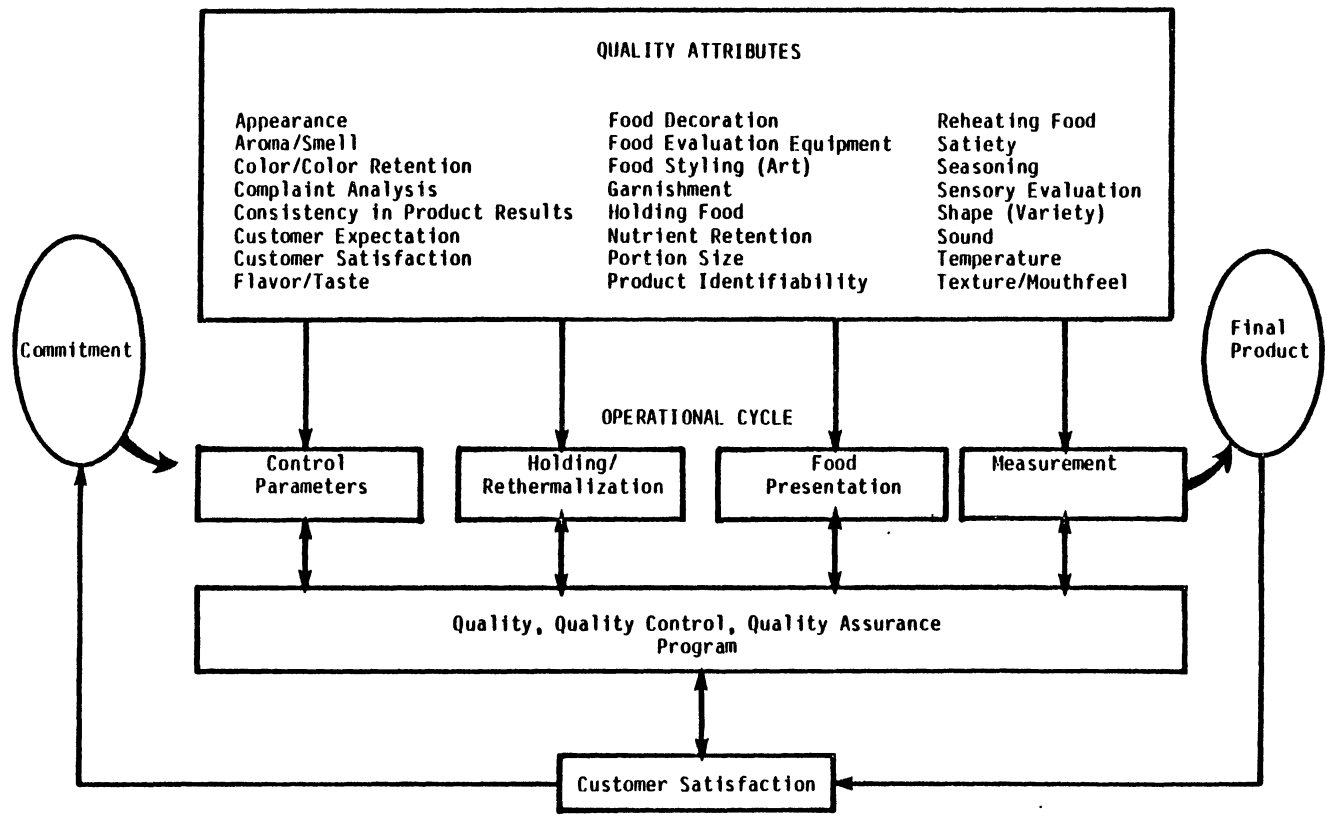 QUALITY ATTRIBUTES
Appearance
Aroma/Smell
Color/Color Retention
Complaint Analysis
Consistency in Product Results
Customer Expectation
Customer Satisfaction
Flavor/Taste
Food Decoration
Food Evaluation Equipment
Food Styling (Art)
Garnishment
Holding Food
Nutrient Retention
Portion Size
Product Identifiability
Reheating Food
Satiety
Seasoning
Sensory Evaluation
Shape (Variety)
Sound
Temperature
Texture/Mouthfeel
Commitment
Final
Product
OPERATIONAL CYCLE
Control
Parameters
Holding/
Rethermalization
Food
Presentation
Measurement
Quality, Quality Control, Quality Assurance
Program
Customer Satisfaction